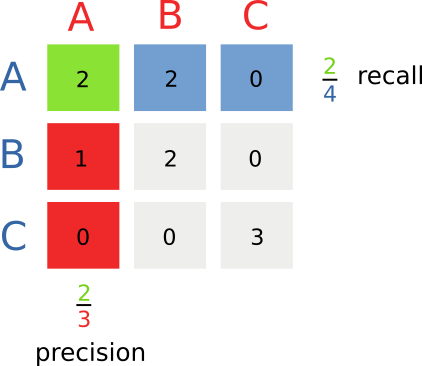 A B C
A 2 2 0 2/4 recall
B 1 2 0
C 0 0 3
2/3
precision